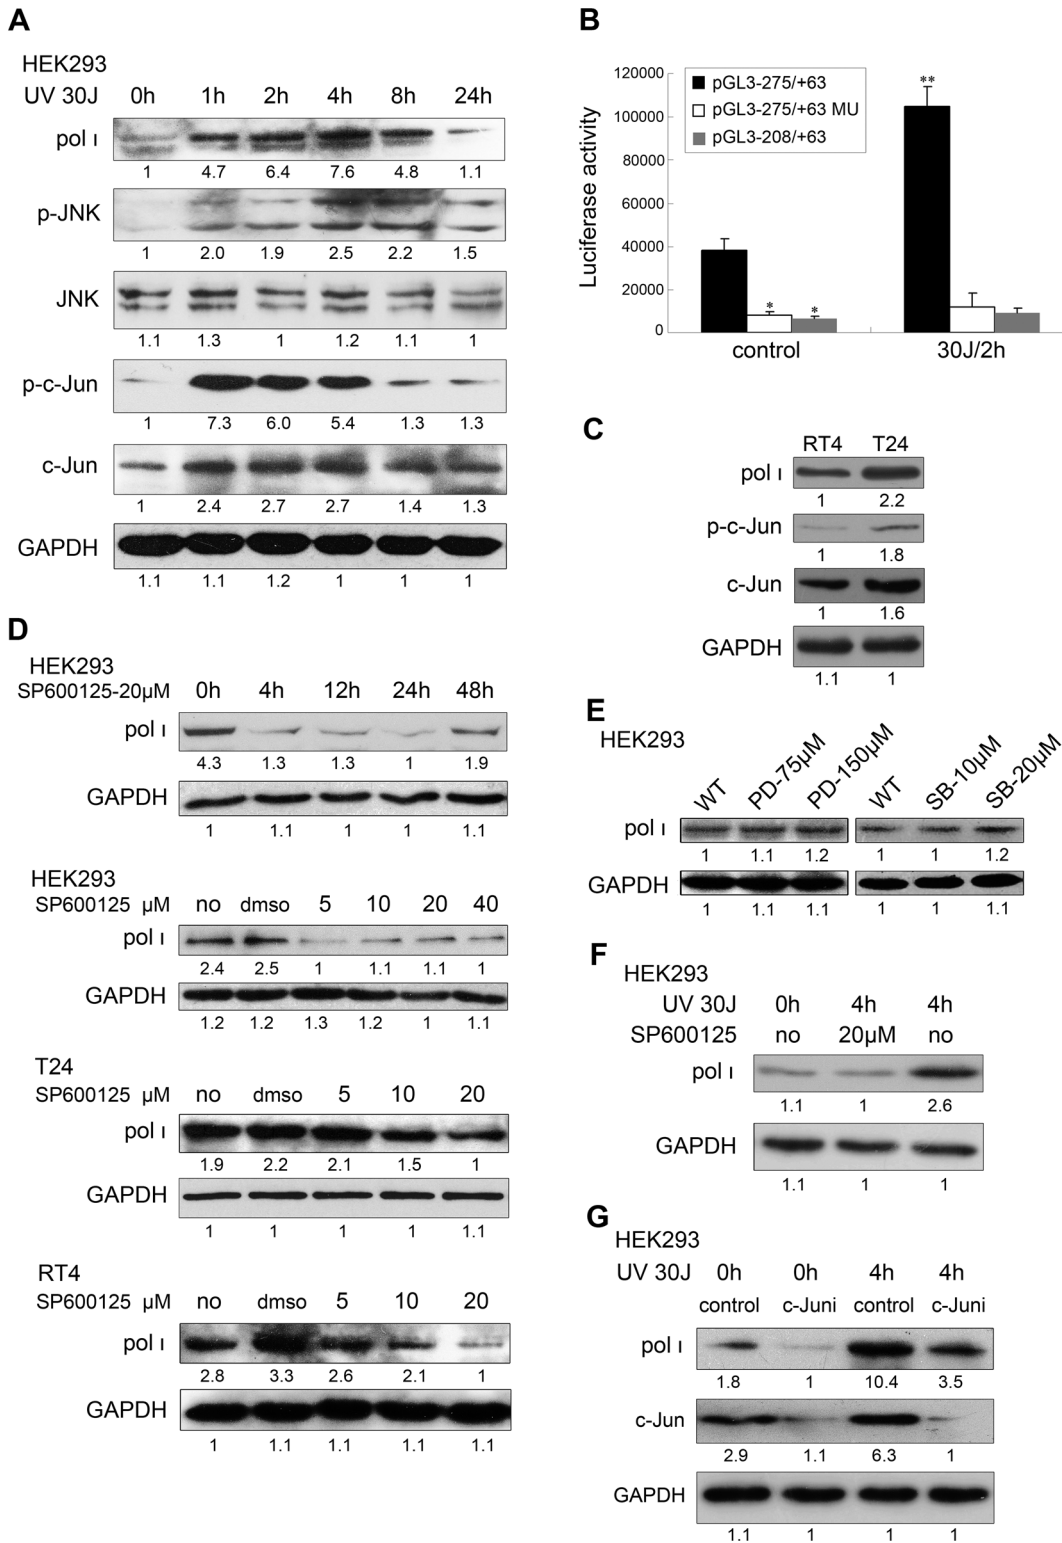 A
HEK293
UV 30J 0h 1h 2h 4h 8h 24h
pol ı
1 4.7 6.4 7.6 4.8 1.1
p-JNK
1 2.0 1.9 2.5 2.2 1.5
JNK
1.1 1.3 1 1.2 1.1 1
p-c-Jun
1 7.3 6.0 5.4 1.3 1.3
c-Jun
1 2.4 2.7 2.7 1.4 1.3
GAPDH
1.1 1.1 1.2 1 1 1
B
Luciferase activity
120000
100000
80000
60000
40000
20000
0
pGL3-275/+63
pGL3-275/+63 MU
pGL3-208/+63
* * **
control 30J/2h
C
RT4 T24
pol ı
1 2.2
p-c-Jun
1 1.8
c-Jun
1 1.6
GAPDH
1.1 1
D
HEK293
SP600125-20µM 0h 4h 12h 24h 48h
pol ı
4.3 1.3 1.3 1 1.9
GAPDH
1 1.1 1 1 1.1
HEK293
SP600125 µM no dmso 5 10 20 40
pol ı
2.4 2.5 1 1.1 1.1 1
GAPDH
1.2 1.2 1.3 1.2 1 1.1
T24
SP600125 µM no dmso 5 10 20
pol ı
1.9 2.2 2.1 1.5 1
GAPDH
1 1 1 1 1.1
RT4
SP600125 µM no dmso 5 10 20
pol ı
2.8 3.3 2.6 2.1 1
GAPDH
1 1.1 1.1 1.1 1.1
E
HEK293
WT PD-75µM PD-150µM WT SB-10µM SB-20µM
pol ı
1 1.1 1.2 1 1 1.2
GAPDH
1 1.1 1.1 1 1 1.1
F
HEK293
UV 30J 0h 4h 4h
SP600125 no 20µM no
pol ı
1.1 1 2.6
GAPDH
1.1 1 1
G
HEK293
UV 30J 0h 0h 4h 4h
control c-Juni control c-Juni
pol ı
1.8 1 10.4 3.5
c-Jun
2.9 1.1 6.3 1
GAPDH
1.1 1 1 1